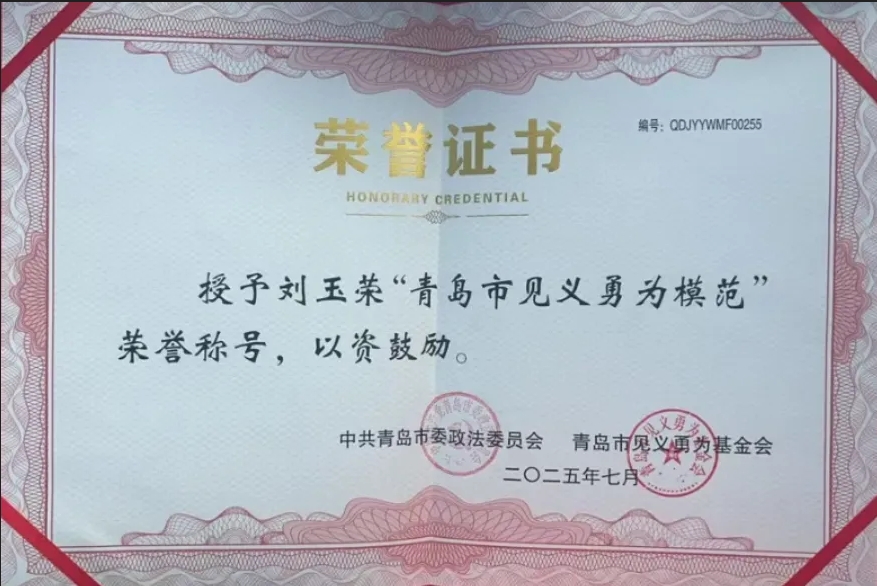 荣誉证书
编号：QDJYYWMF00255
HONORARY CREDENTIAL
授予刘玉荣“青岛市见义勇为模范”
荣誉称号，以资鼓励。
中共青岛市委政法委员会 青岛市见义勇为基金会
二〇二五年七月